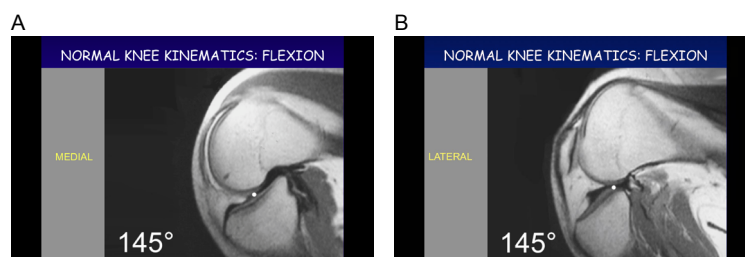 A
B
NORMAL KNEE KINEMATICS: FLEXION
NORMAL KNEE KINEMATICS: FLEXION
MEDIAL
LATERAL
145°
145°